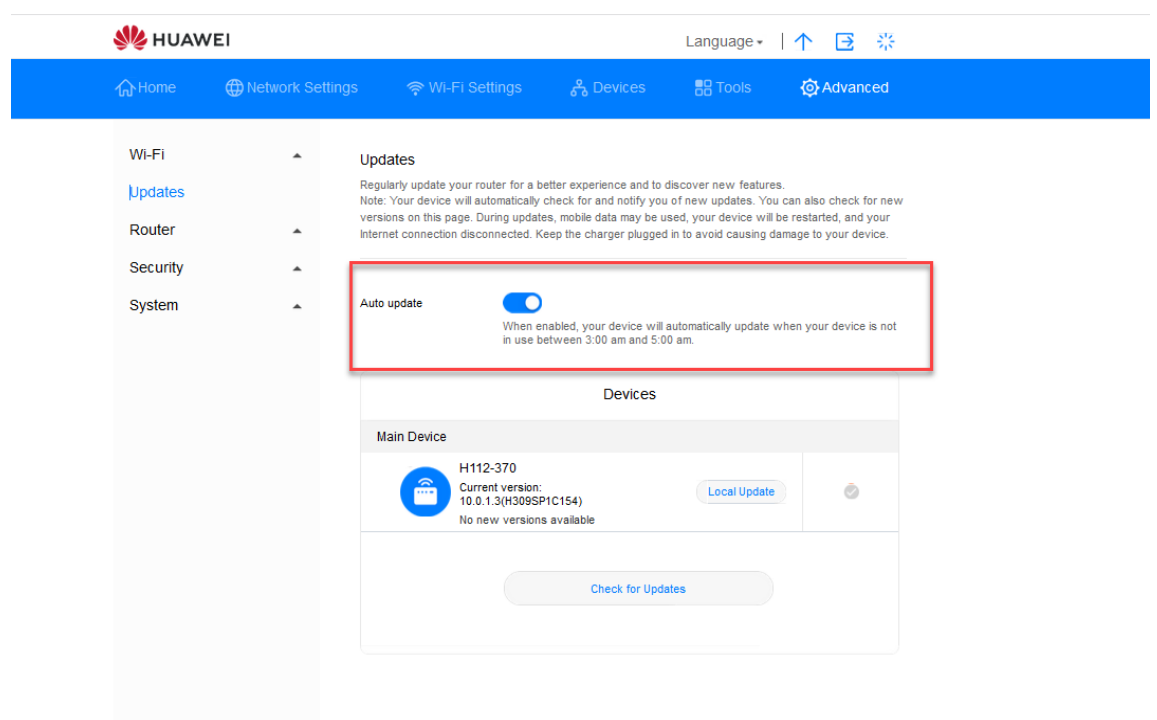 HUAWEI
Language
Home
Network Settings
Wi-Fi Settings
Devices
Tools
Advanced
Wi-Fi
Updates
Router
Security
System
Updates
Regularly update your router for a better experience and to discover new features.
Note: Your device will automatically check for and notify you of new updates. You can also check for new
versions on this page. During updates, mobile data may be used, your device will be restarted, and your
Internet connection disconnected. Keep the charger plugged in to avoid causing damage to your device.
Auto update
When enabled, your device will automatically update when your device is not
in use between 3:00 am and 5:00 am.
Devices
Main Device
H112-370
Current version:
10.0.1.3(H309SP1C154)
No new versions available
Local Update
Check for Updates